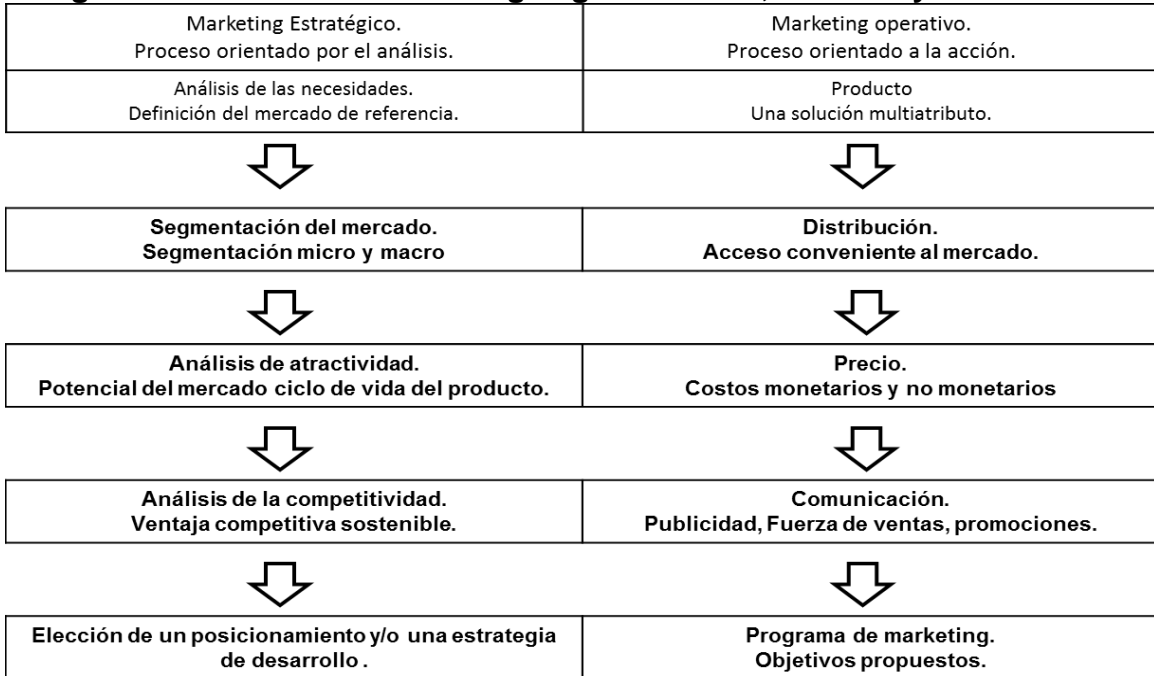 Marketing Estratégico.
Proceso orientado por el análisis.
Marketing operativo.
Proceso orientado a la acción.
Análisis de las necesidades.
Definición del mercado de referencia.
Producto
Una solución multiatributo.
Segmentación del mercado.
Segmentación micro y macro
Distribución.
Acceso conveniente al mercado.
Análisis de atractividad.
Potencial del mercado ciclo de vida del producto.
Precio.
Costos monetarios y no monetarios
Análisis de la competitividad.
Ventaja competitiva sostenible.
Comunicación.
Publicidad, Fuerza de ventas, promociones.
Elección de un posicionamiento y/o una estrategia
de desarrollo .
Programa de marketing.
Objetivos propuestos.